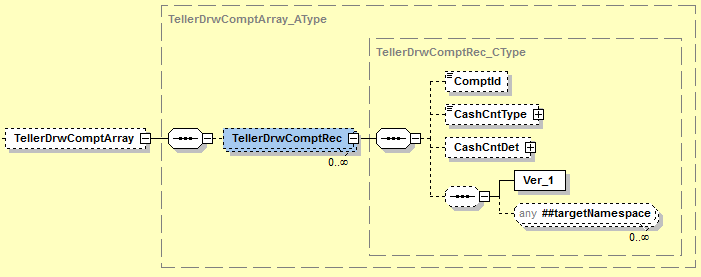 TellerDrwComptArray_AType
TellerDrwComptRec_CType
ComptId
CashCntType
TellerDrwComptArray
TellerDrwComptRec
CashCntDet
0..∞
Ver_1
any ##targetNamespace
0..∞